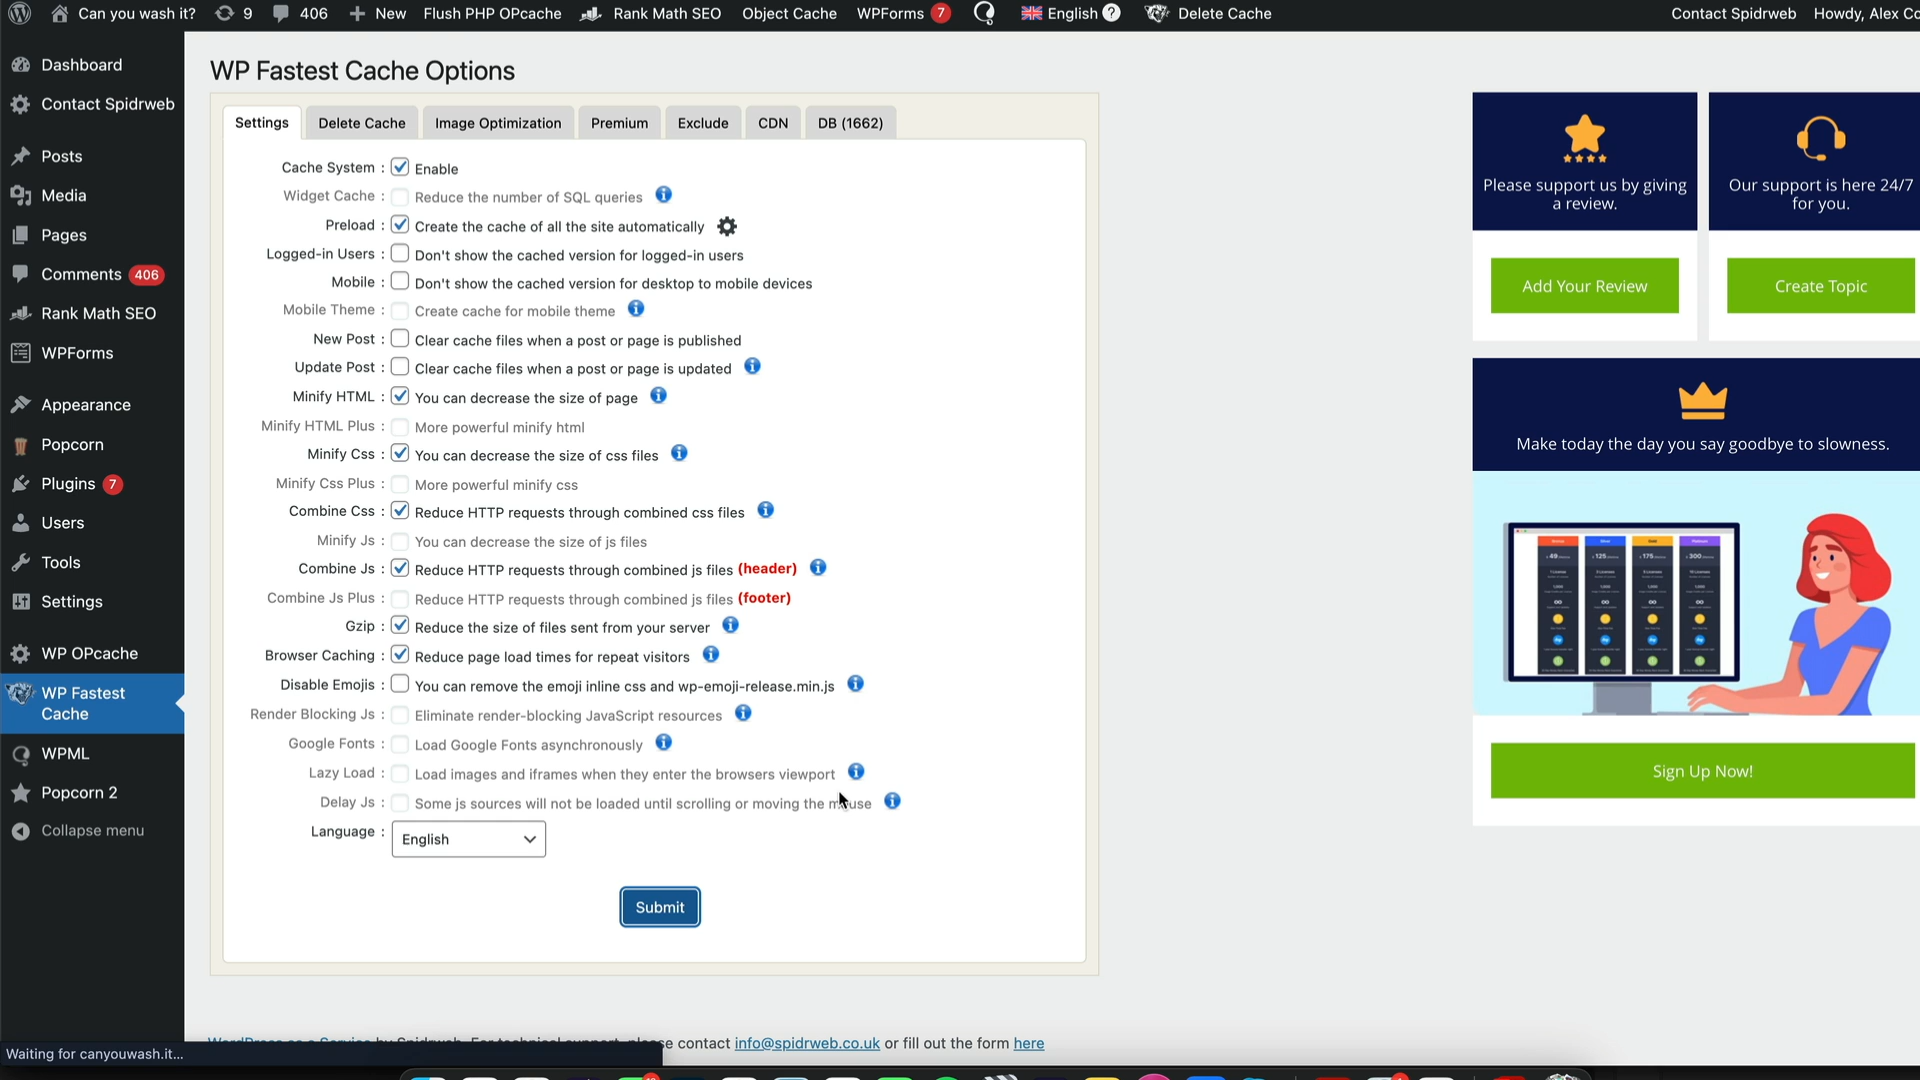 Can you wash it? 9 406 New Flush PHP OPcache Rank Math SEO Object Cache WPForms 7 English ? Delete Cache Contact Spidrweb Howdy, Alex Co
Dashboard
Contact Spidrweb
Posts
Media
Pages
Comments 406
Rank Math SEO
WPForms
Appearance
Popcorn
Plugins 7
Users
Tools
Settings
WP OPcache
WP Fastest
Cache
WPML
Popcorn 2
Collapse menu
WP Fastest Cache Options
Settings Delete Cache Image Optimization Premium Exclude CDN DB (1662)
Cache System : Enable
Widget Cache : Reduce the number of SQL queries
Preload : Create the cache of all the site automatically
Logged-in Users : Don't show the cached version for logged-in users
Mobile : Don't show the cached version for desktop to mobile devices
Mobile Theme : Create cache for mobile theme
New Post : Clear cache files when a post or page is published
Update Post : Clear cache files when a post or page is updated
Minify HTML : You can decrease the size of page
Minify HTML Plus : More powerful minify html
Minify Css : You can decrease the size of css files
Minify Css Plus : More powerful minify css
Combine Css : Reduce HTTP requests through combined css files
Minify Js : You can decrease the size of js files
Combine Js : Reduce HTTP requests through combined js files (header)
Combine Js Plus : Reduce HTTP requests through combined js files (footer)
Gzip : Reduce the size of files sent from your server
Browser Caching : Reduce page load times for repeat visitors
Disable Emojis : You can remove the emoji inline css and wp-emoji-release.min.js
Render Blocking Js : Eliminate render-blocking JavaScript resources
Google Fonts : Load Google Fonts asynchronously
Lazy Load : Load images and iframes when they enter the browsers viewport
Delay Js : Some js sources will not be loaded until scrolling or moving the mouse
Language : English
Submit
Please support us by giving
a review.
Add Your Review
Our support is here 24/7
for you.
Create Topic
Make today the day you say goodbye to slowness.
49 125 175 300
Sign Up Now!
WordPress as a Service by Spidrweb. For technical support, please contact info@spidrweb.co.uk or fill out the form here
Waiting for canyouwash.it...